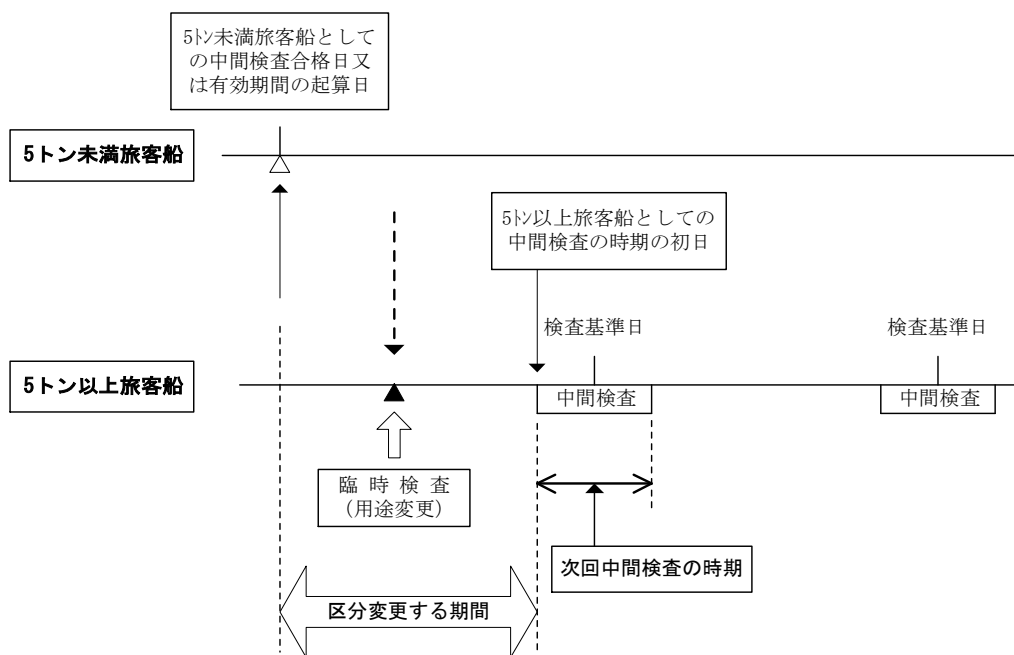 5㌧未満旅客船として
の中間検査合格日又
は有効期間の起算日
5トン未満旅客船
5㌧以上旅客船としての
中間検査の時期の初日
検査基準日
検査基準日
5トン以上旅客船
中間検査
中間検査
臨時検査
(用途変更)
次回中間検査の時期
区分変更する期間